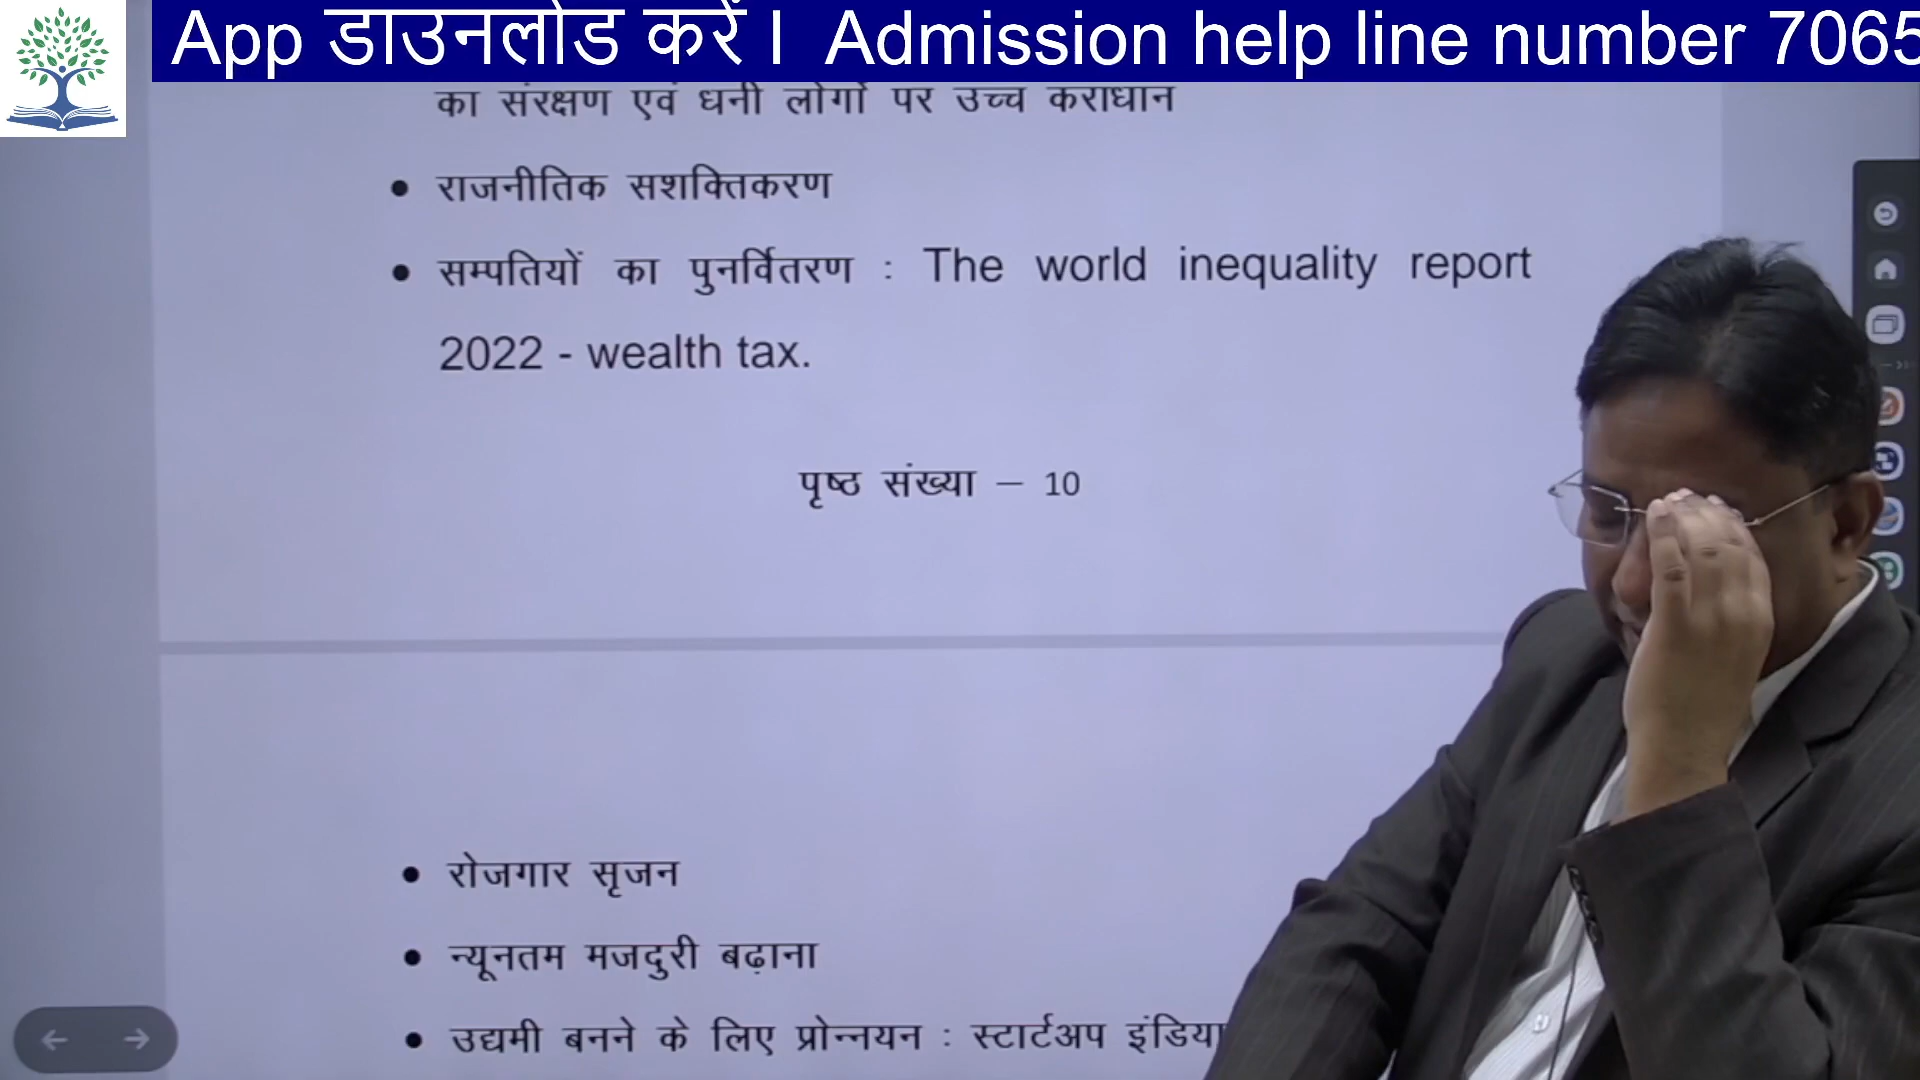 App डाउनलोड करें। Admission help line number 7065
का संरक्षण एवं धनी लोगों पर उच्च कराधान
• राजनीतिक सशक्तिकरण
• सम्पतियों का पुनर्वितरण : The world inequality report
2022 - wealth tax.
पृष्ठ संख्या – 10
• रोजगार सृजन
• न्यूनतम मजदुरी बढ़ाना
• उद्यमी बनने के लिए प्रोन्नयन : स्टार्टअप इंडिया